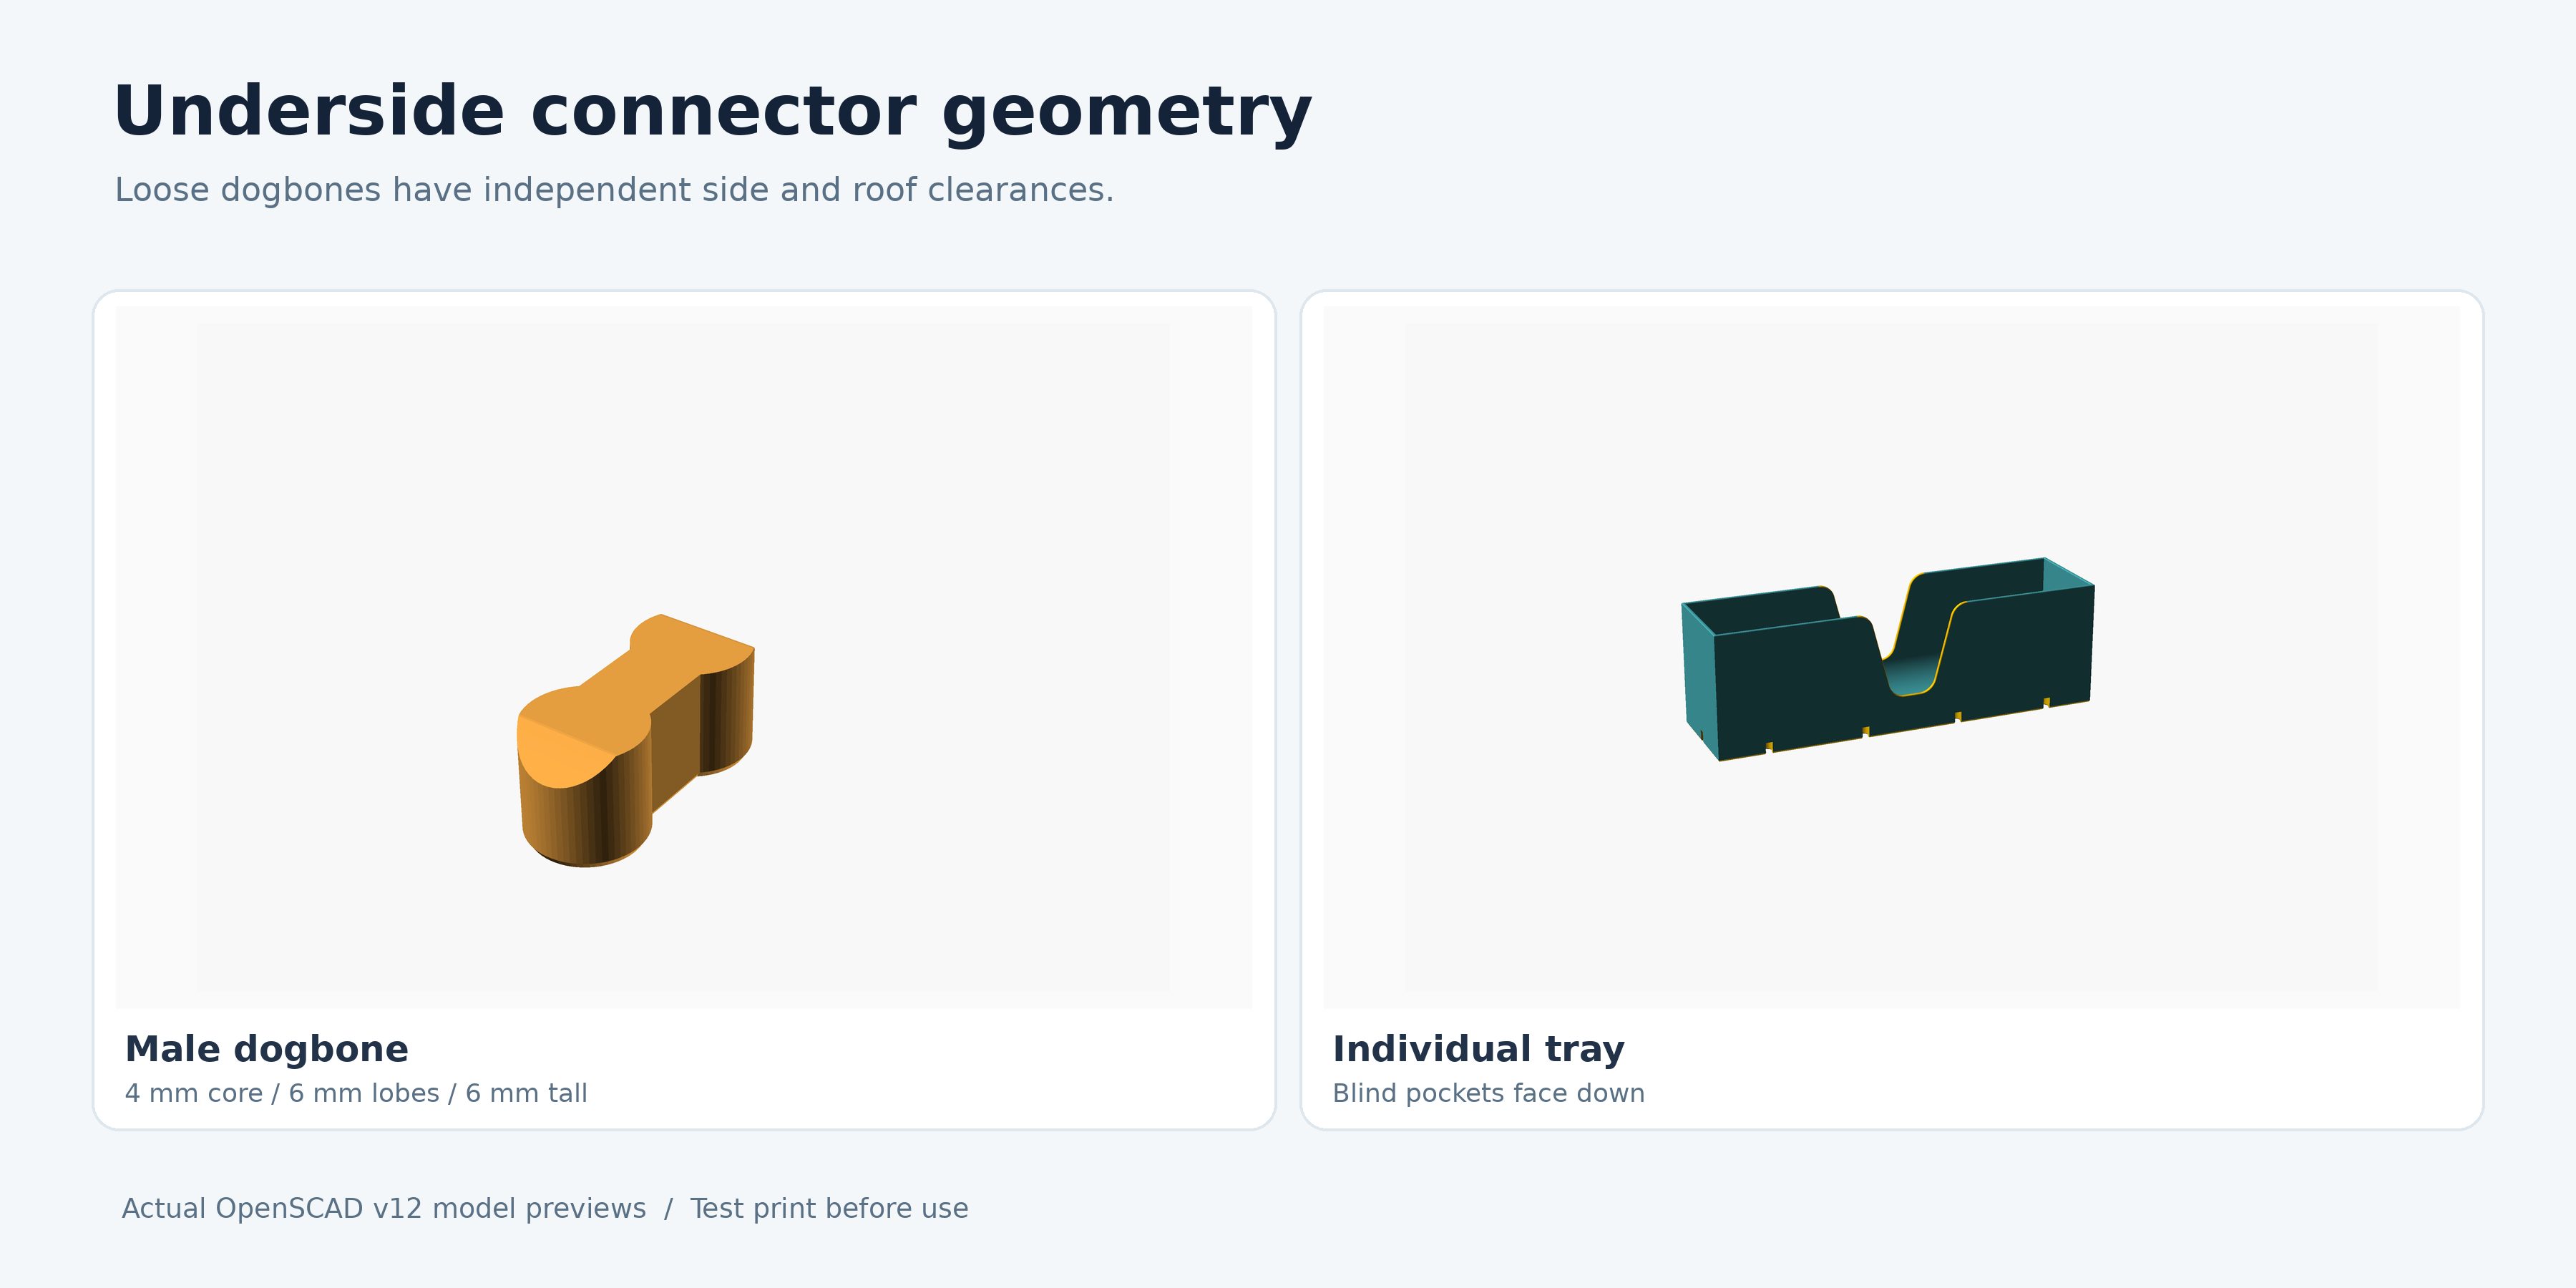 Underside connector geometry
Loose dogbones have independent side and roof clearances.
Male dogbone
4 mm core / 6 mm lobes / 6 mm tall
Individual tray
Blind pockets face down
Actual OpenSCAD v12 model previews / Test print before use